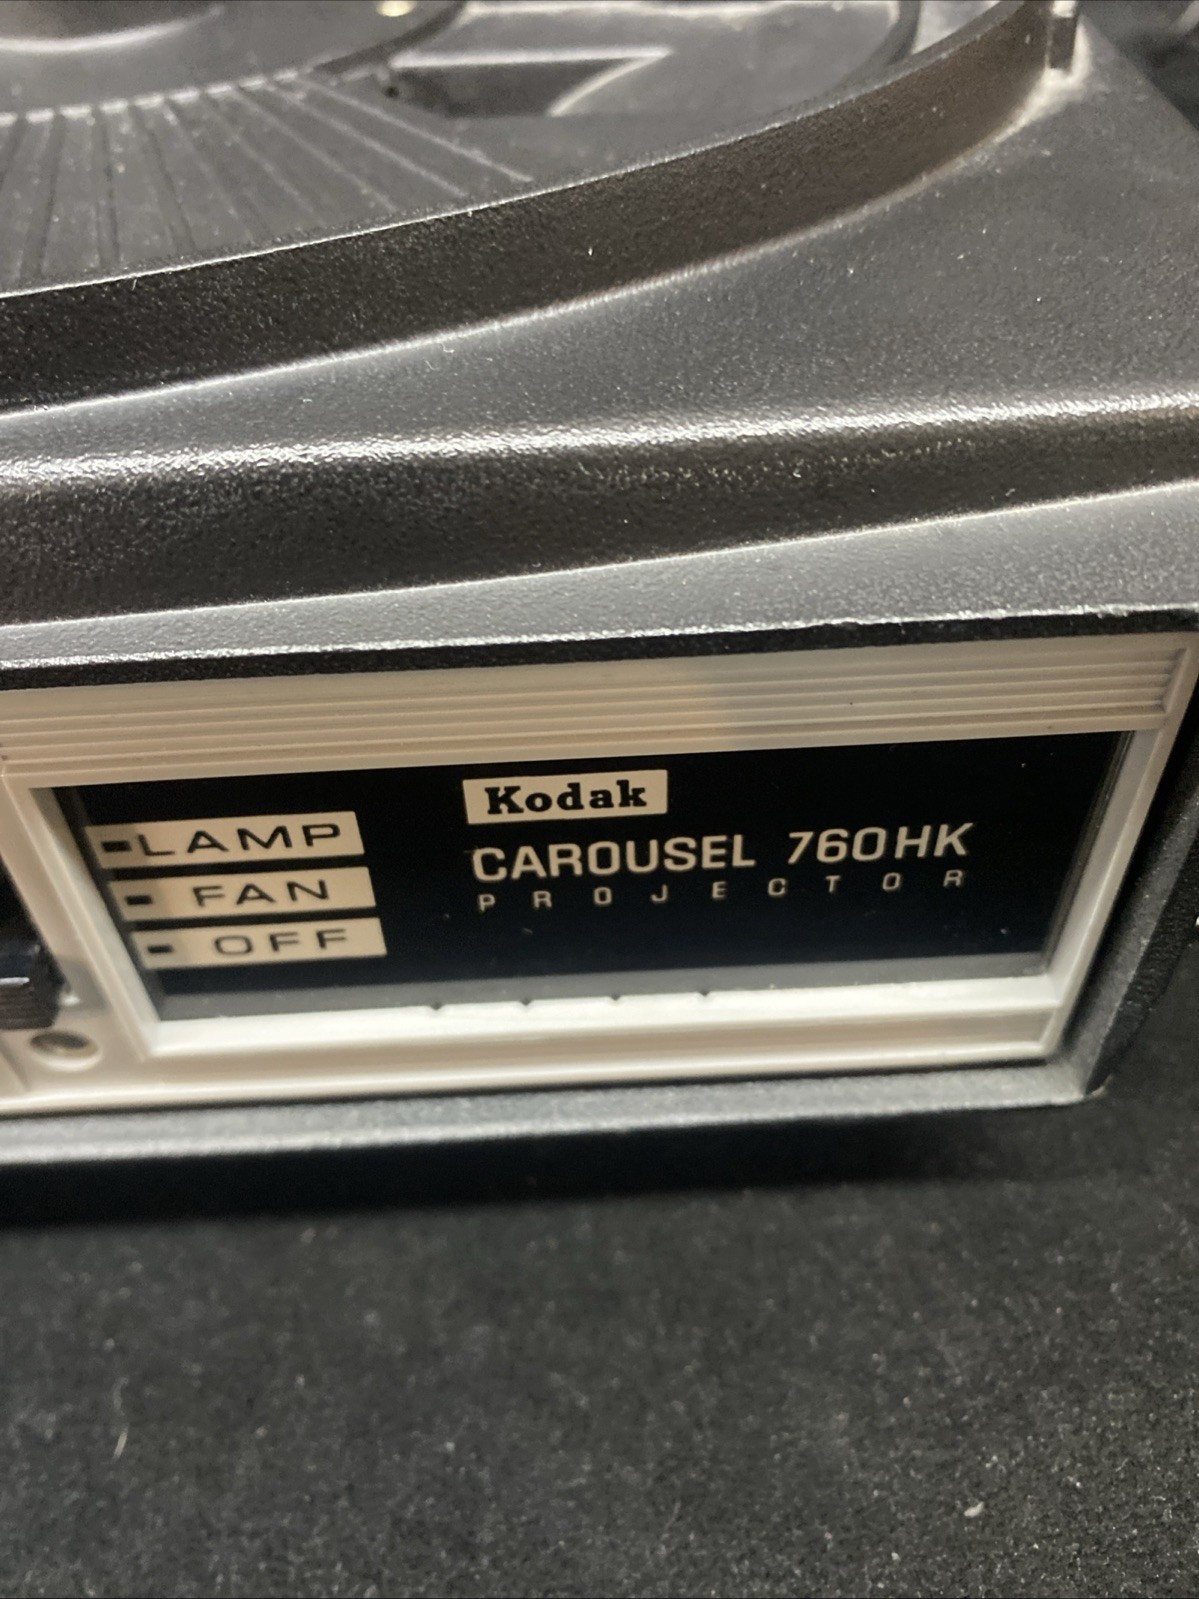 LAMP
FAN
OFF
Kodak
CAROUSEL 760HK
PROJECTOR